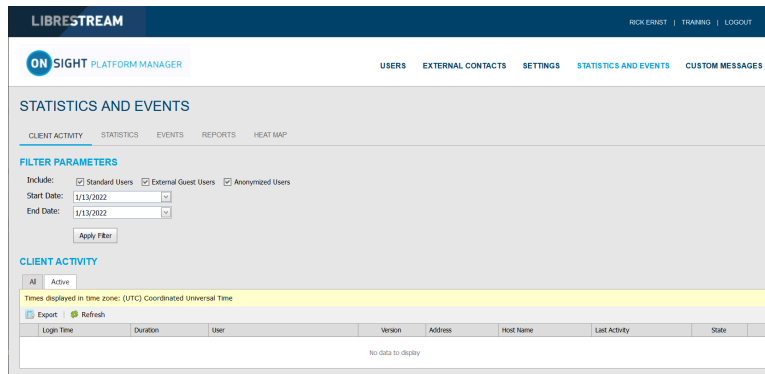 LIBRESTREAM
RICK ERNST | TRAINING | LOGOUT
ON SIGHT PLATFORM MANAGER
USERS EXTERNAL CONTACTS SETTINGS STATISTICS AND EVENTS CUSTOM MESSAGES
STATISTICS AND EVENTS
CLIENT ACTIVITY STATISTICS EVENTS REPORTS HEAT MAP
FILTER PARAMETERS
Include: Standard Users External Guest Users Anonymized Users
Start Date: 1/13/2022
End Date: 1/13/2022
Apply Filter
CLIENT ACTIVITY
All Active
Times displayed in time zone: (UTC) Coordinated Universal Time
Export | Refresh
Login Time Duration User Version Address Host Name Last Activity State
No data to display